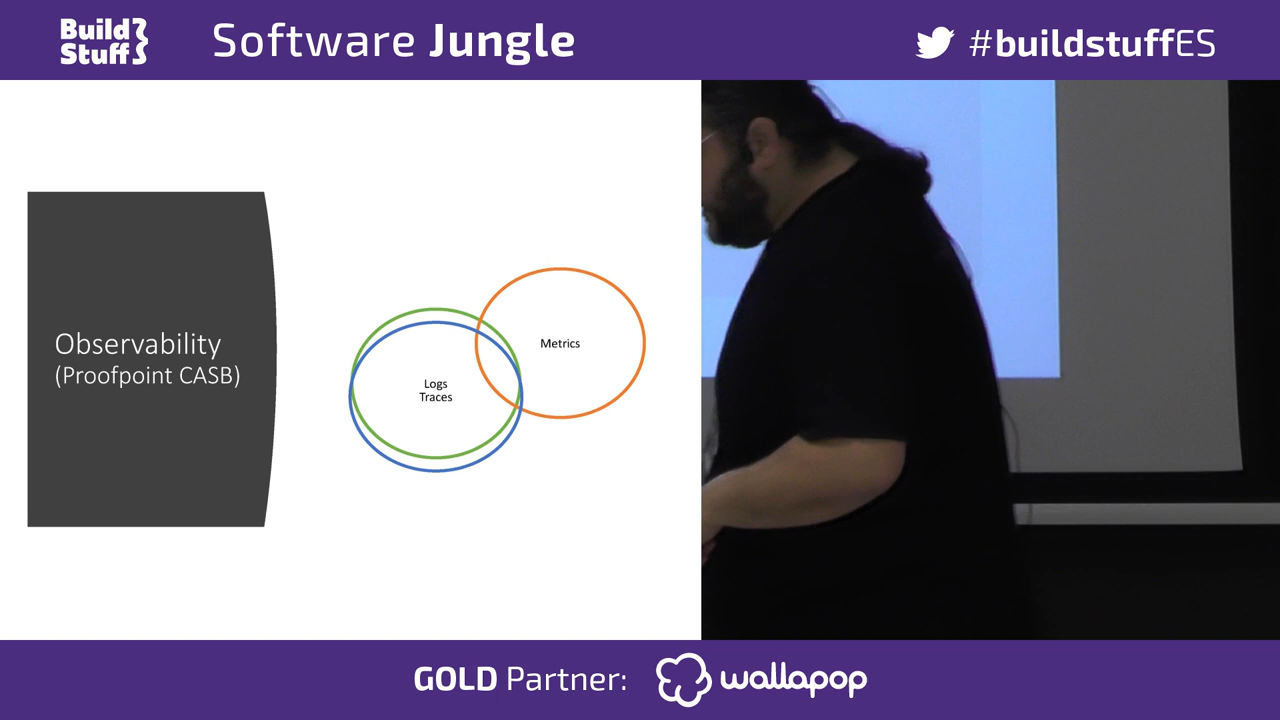 Build
Stuff
Software Jungle
#buildstuffES
Observability
(Proofpoint CASB)
Metrics
Logs
Traces
GOLD Partner:
wallapop